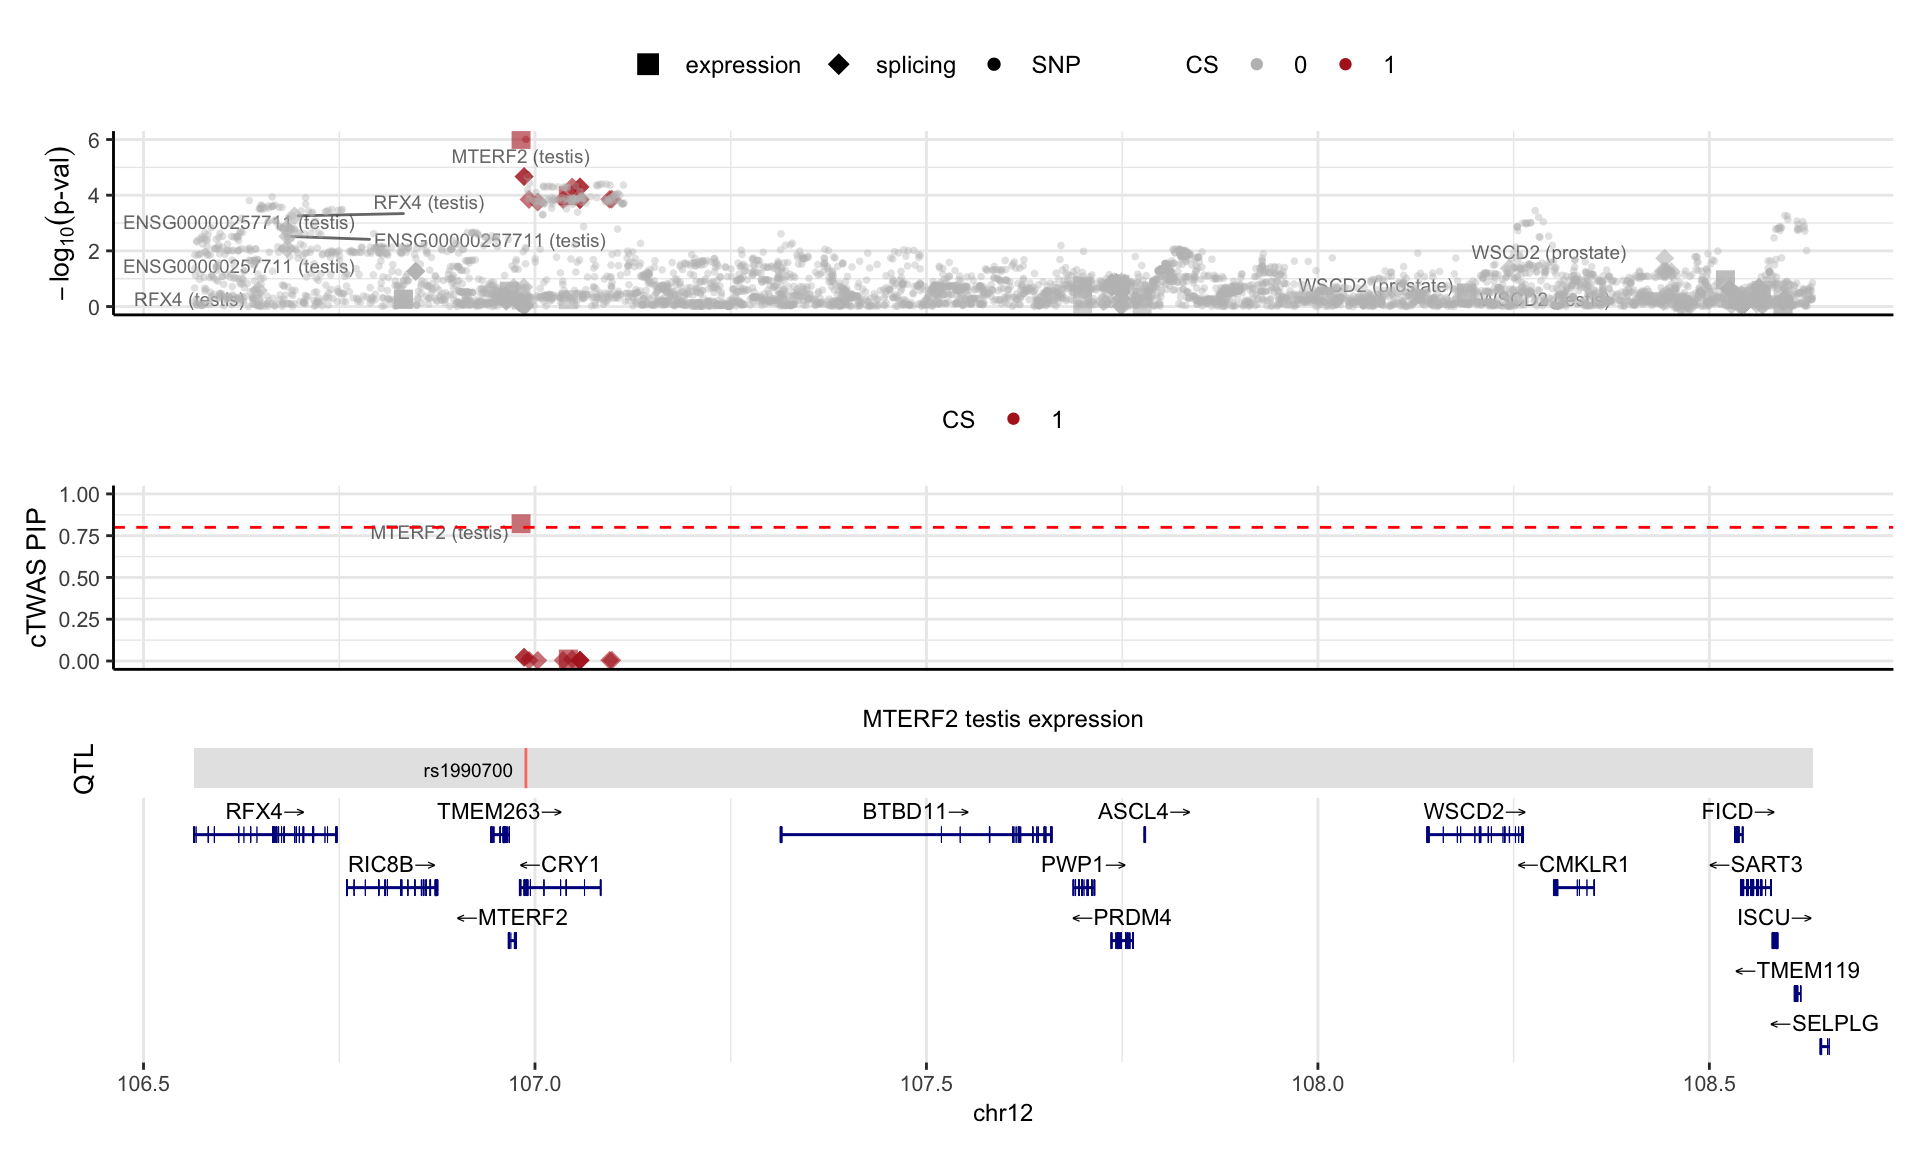 expression splicing SNP CS 0 1
−log10(p-val)
6
4
2
0
MTERF2 (testis)
RFX4 (testis)
ENSG00000257711 (testis)
ENSG00000257711 (testis)
ENSG00000257711 (testis)
RFX4 (testis)
WSCD2 (prostate)
WSCD2 (prostate)
WSCD2 (testis)
CS 1
cTWAS PIP
1.00
0.75
0.50
0.25
0.00
MTERF2 (testis)
MTERF2 testis expression
QTL
rs1990700
RFX4→ TMEM263→ BTBD11→ ASCL4→ WSCD2→ FICD→
RIC8B→ ←CRY1 PWP1→ ←CMKLR1 ←SART3
←MTERF2 ←PRDM4 ISCU→
←TMEM119
←SELPLG
106.5 107.0 107.5 108.0 108.5
chr12